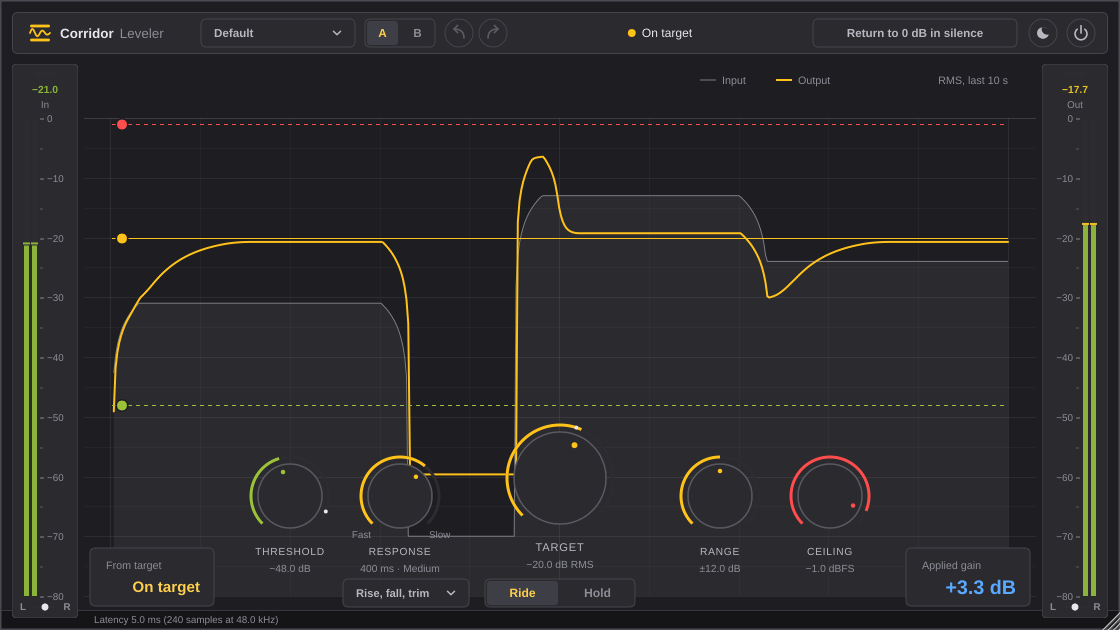 Corridor Leveler
Default
A B
On target
Return to 0 dB in silence
−21.0
In
Input
Output
RMS, last 10 s
−17.7
Out
0
−10
−20
−30
−40
−50
−60
−70
−80
0
−10
−20
−30
−40
−50
−60
−70
−80
Fast
Slow
THRESHOLD
−48.0 dB
RESPONSE
400 ms · Medium
TARGET
−20.0 dB RMS
RANGE
±12.0 dB
CEILING
−1.0 dBFS
From target
On target
Rise, fall, trim
Ride
Hold
Applied gain
+3.3 dB
L R
L R
Latency 5.0 ms (240 samples at 48.0 kHz)